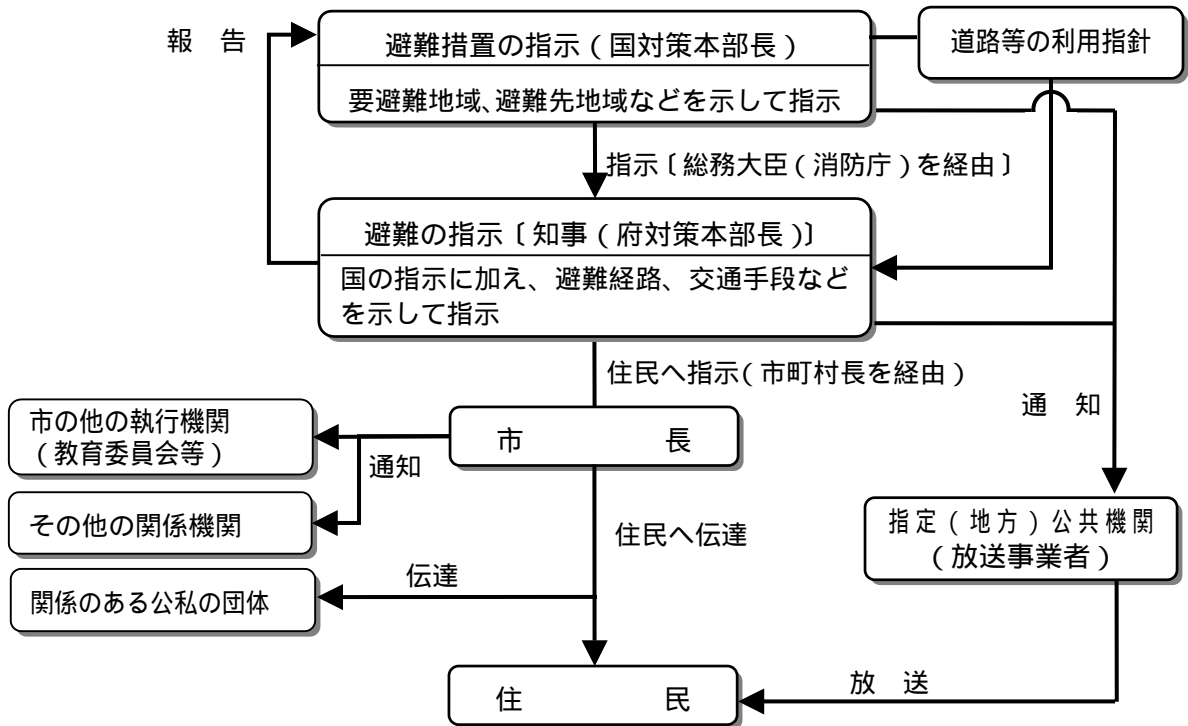 報　告
避難措置の指示（国対策本部長）
要避難地域、避難先地域などを示して指示
道路等の利用指針
指示〔総務大臣（消防庁）を経由〕
避難の指示〔知事（府対策本部長）〕
国の指示に加え、避難経路、交通手段など
を示して指示
住民へ指示（市町村長を経由）
通　知
市の他の執行機関
（教育委員会等）
市　　　　　長
通知
その他の関係機関
住民へ伝達
指定（地方）公共機関
（放送事業者）
伝達
関係のある公私の団体
住　　　　　民
放　送